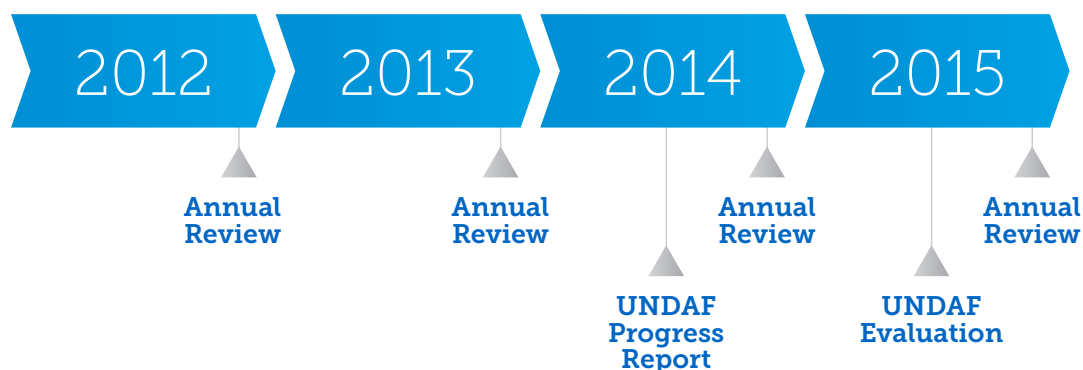 2012
2013
2014
2015
Annual
Review
Annual
Review
Annual
Review
Annual
Review
UNDAF
Progress
Report
UNDAF
Evaluation